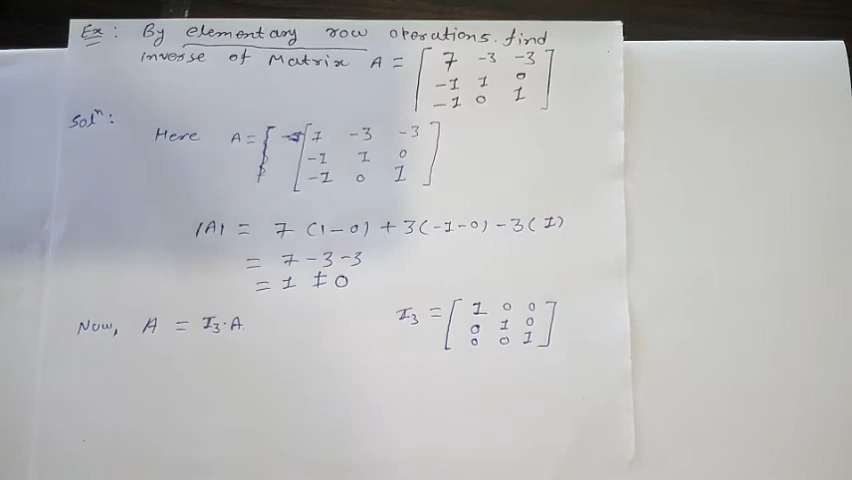 Ex: By elementary row operations. find
inverse of Matrix A = [ 7 -3 -3
-1 1 0
-1 0 1 ]
Solⁿ:
Here A = [ 7 -3 -3
-1 1 0
-1 0 1 ]
|A| = 7 (1-0) + 3(-1-0) - 3(1)
= 7 - 3 - 3
= 1 ≠ 0
Now, A = I₃·A. I₃ = [ 1 0 0
0 1 0
0 0 1 ]